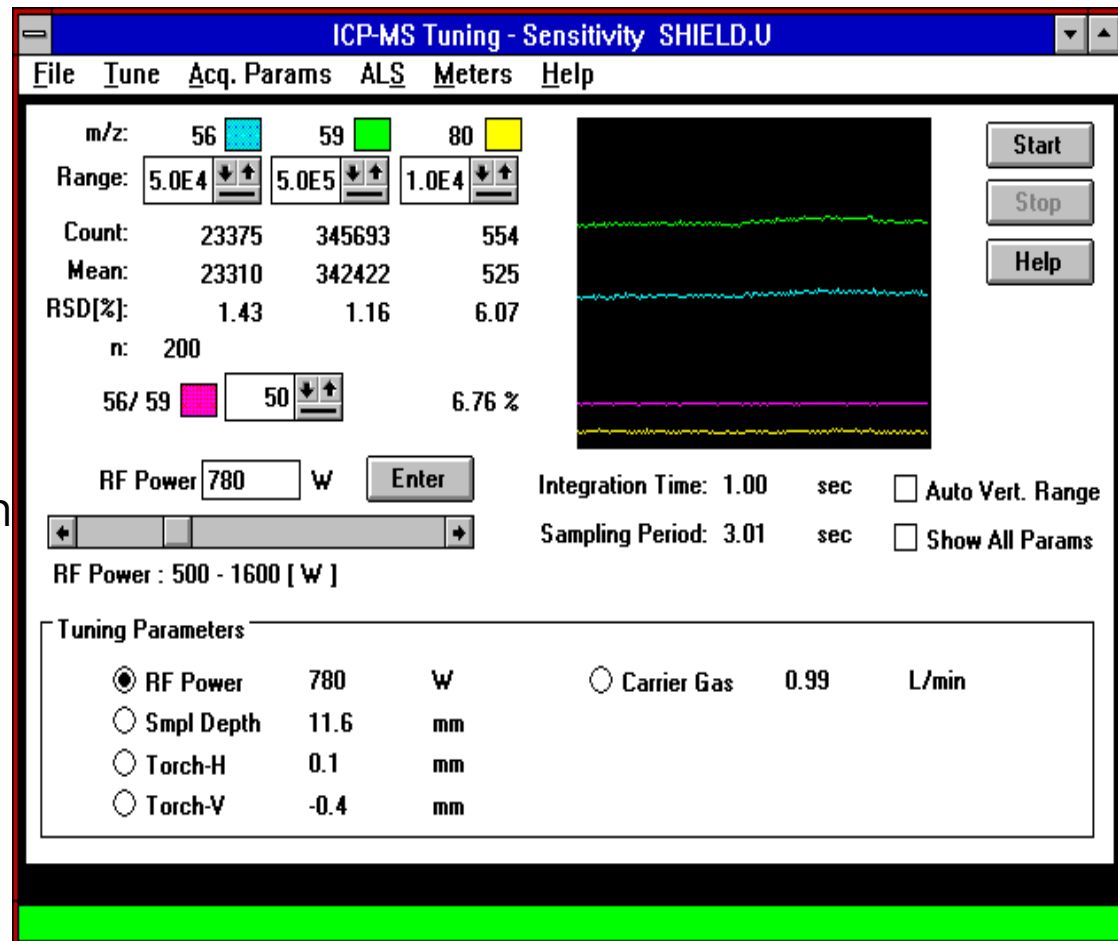 ICP-MS Tuning - Sensitivity SHIELD.U
File Tune Acq. Params ALS Meters Help
m/z: 56 59 80
Range: 5.0E4 5.0E5 1.0E4
Count: 23375 345693 554
Mean: 23310 342422 525
RSD[%]: 1.43 1.16 6.07
n: 200
56/ 59 50 6.76 %
Start
Stop
Help
n
RF Power 780 W Enter
RF Power : 500 - 1600 [ W ]
Integration Time: 1.00 sec
Sampling Period: 3.01 sec
Auto Vert. Range
Show All Params
Tuning Parameters
RF Power 780 W
Smpl Depth 11.6 mm
Torch-H 0.1 mm
Torch-V -0.4 mm
Carrier Gas 0.99 L/min